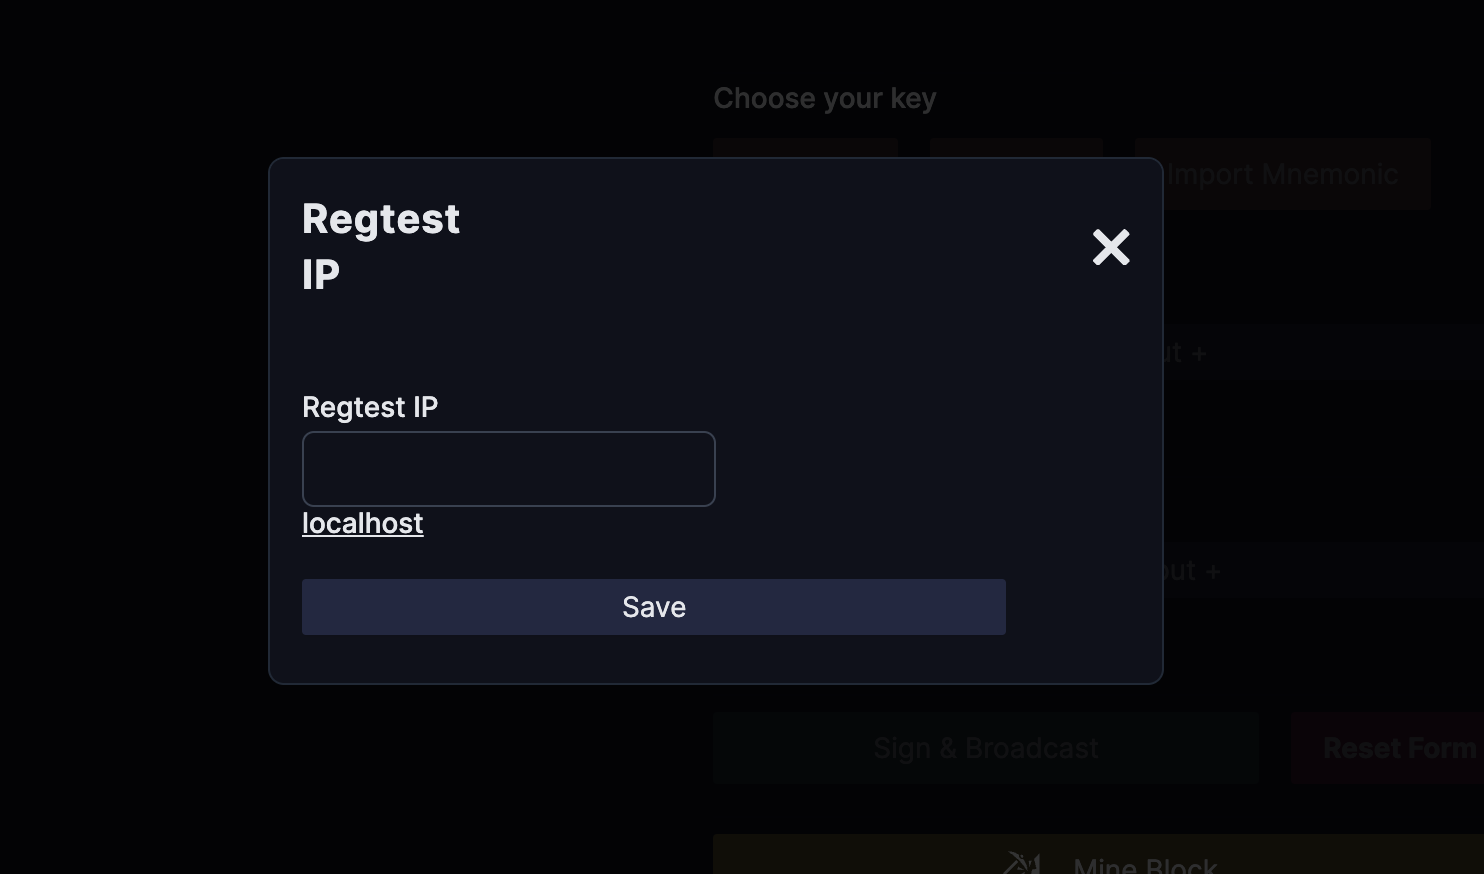 Choose your key
Import Mnemonic
Regtest
IP
ut +
Regtest IP
localhost
out +
Save
Sign & Broadcast
Reset Form
Mine Block